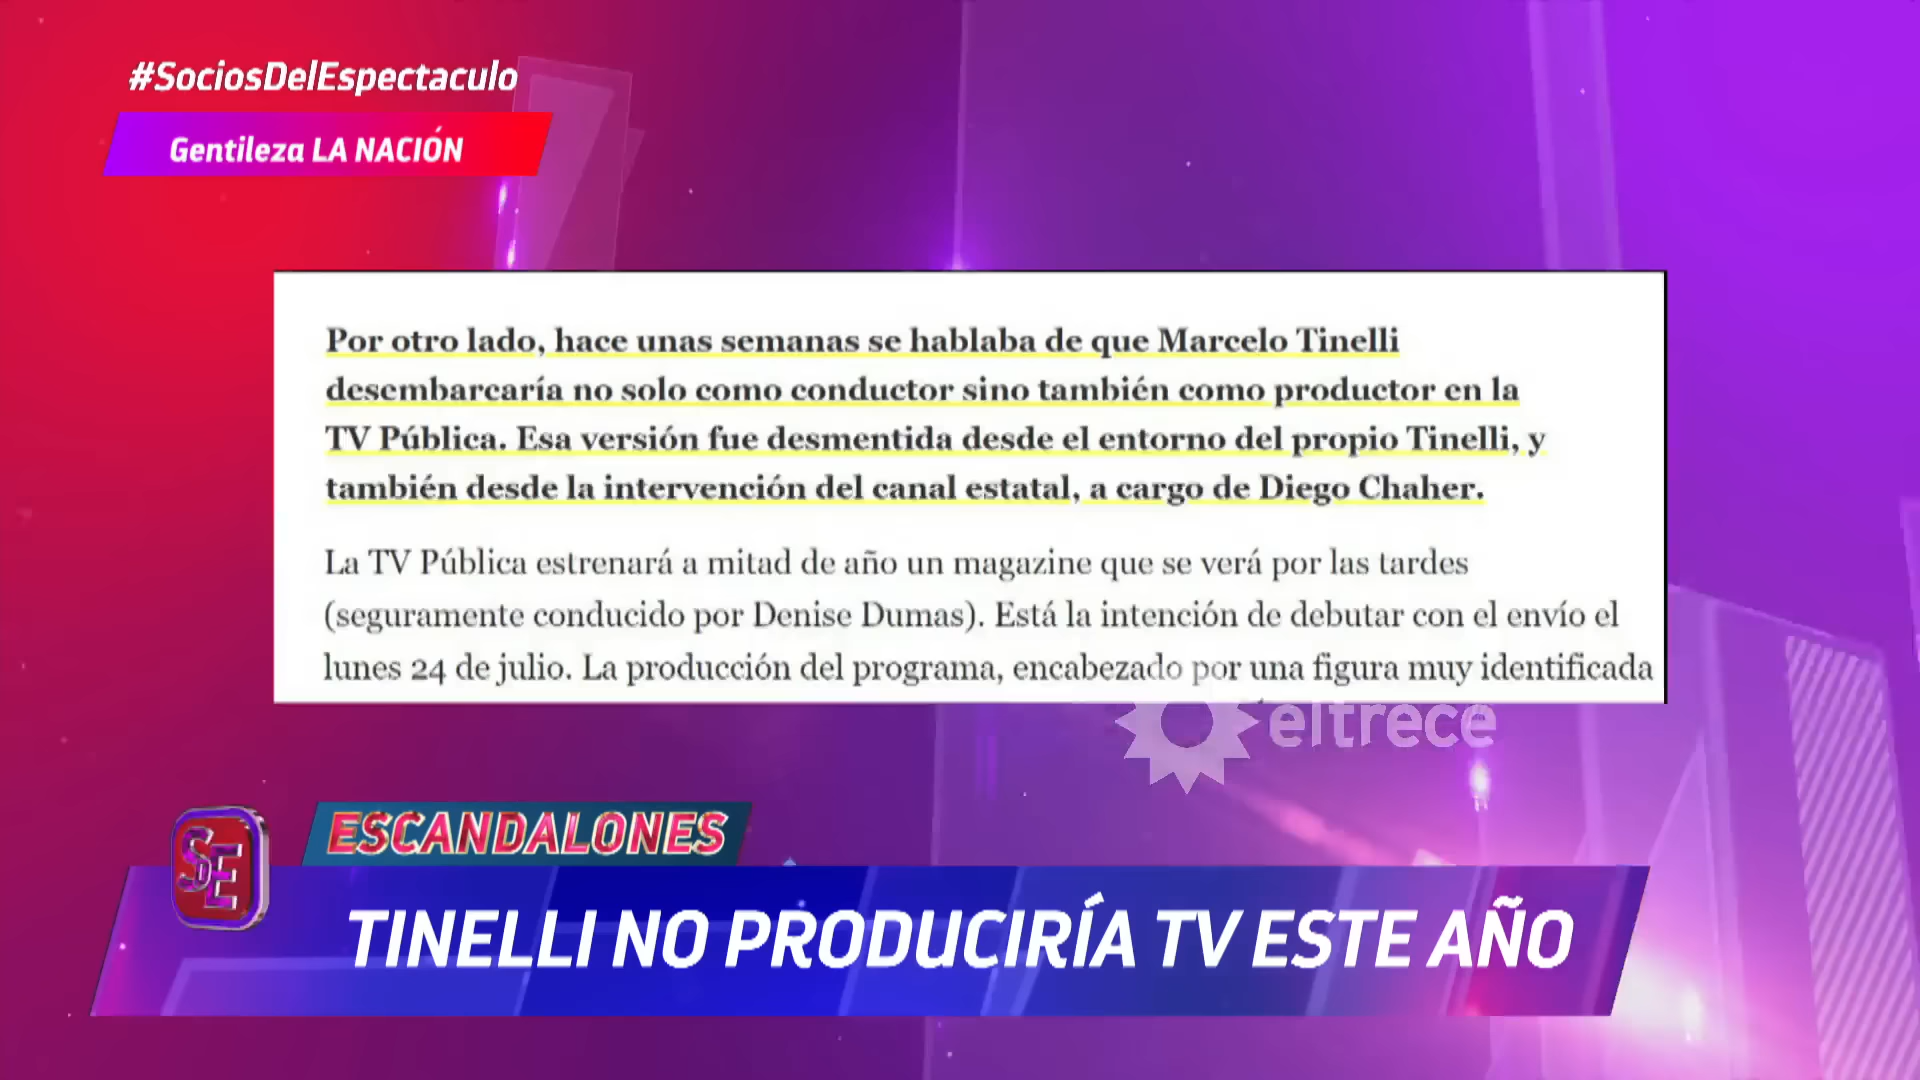 #SociosDelEspectaculo
Gentileza LA NACIÓN
Por otro lado, hace unas semanas se hablaba de que Marcelo Tinelli
desembarcaría no solo como conductor sino también como productor en la
TV Pública. Esa versión fue desmentida desde el entorno del propio Tinelli, y
también desde la intervención del canal estatal, a cargo de Diego Chaher.
La TV Pública estrenará a mitad de año un magazine que se verá por las tardes
(seguramente conducido por Denise Dumas). Está la intención de debutar con el envío el
lunes 24 de julio. La producción del programa, encabezado por una figura muy identificada
eltrece
SE
ESCANDALONES
TINELLI NO PRODUCIRÍA TV ESTE AÑO